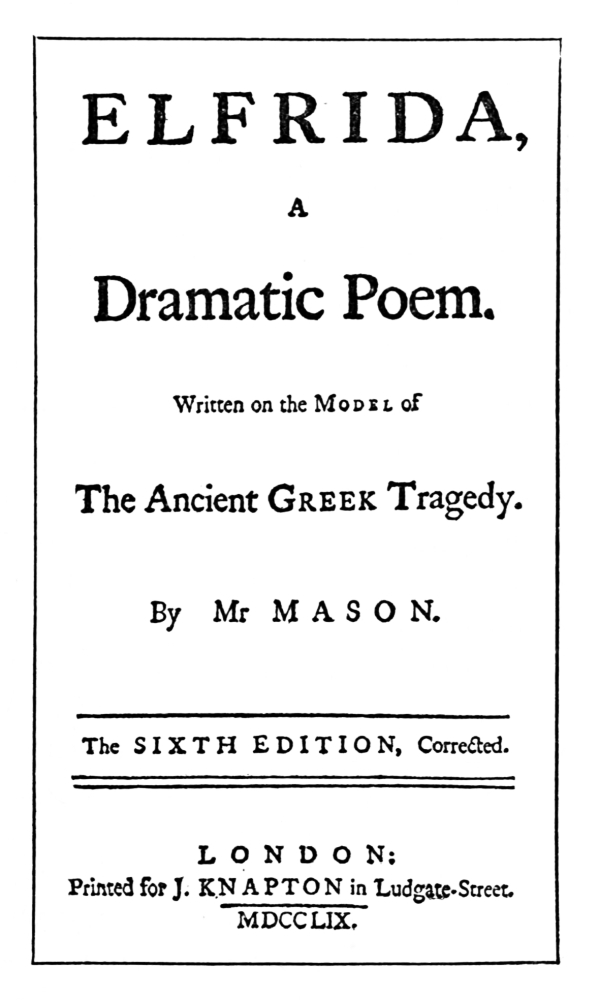 ELFRIDA,
A
Dramatic Poem.
Written on the MODEL of
The Ancient GREEK Tragedy.
By Mr MASON.
The SIXTH EDITION, Corrected.
LONDON:
Printed for J. KNAPTON in Ludgate-Street.
MDCCLIX.